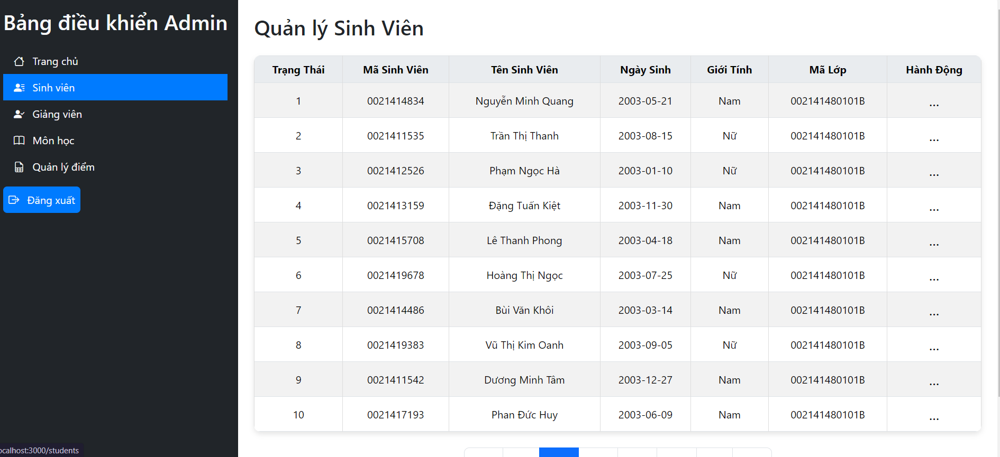 Bảng điều khiển Admin
Trang chủ
Sinh viên
Giảng viên
Môn học
Quản lý điểm
Đăng xuất
Quản lý Sinh Viên
Trạng Thái Mã Sinh Viên Tên Sinh Viên Ngày Sinh Giới Tính Mã Lớp Hành Động
1 0021414834 Nguyễn Minh Quang 2003-05-21 Nam 002141480101B ...
2 0021411535 Trần Thị Thanh 2003-08-15 Nữ 002141480101B ...
3 0021412526 Phạm Ngọc Hà 2003-01-10 Nữ 002141480101B ...
4 0021413159 Đặng Tuấn Kiệt 2003-11-30 Nam 002141480101B ...
5 0021415708 Lê Thanh Phong 2003-04-18 Nam 002141480101B ...
6 0021419678 Hoàng Thị Ngọc 2003-07-25 Nữ 002141480101B ...
7 0021414486 Bùi Văn Khôi 2003-03-14 Nam 002141480101B ...
8 0021419383 Vũ Thị Kim Oanh 2003-09-05 Nữ 002141480101B ...
9 0021411542 Dương Minh Tâm 2003-12-27 Nam 002141480101B ...
10 0021417193 Phan Đức Huy 2003-06-09 Nam 002141480101B ...
ocalhost:3000/students